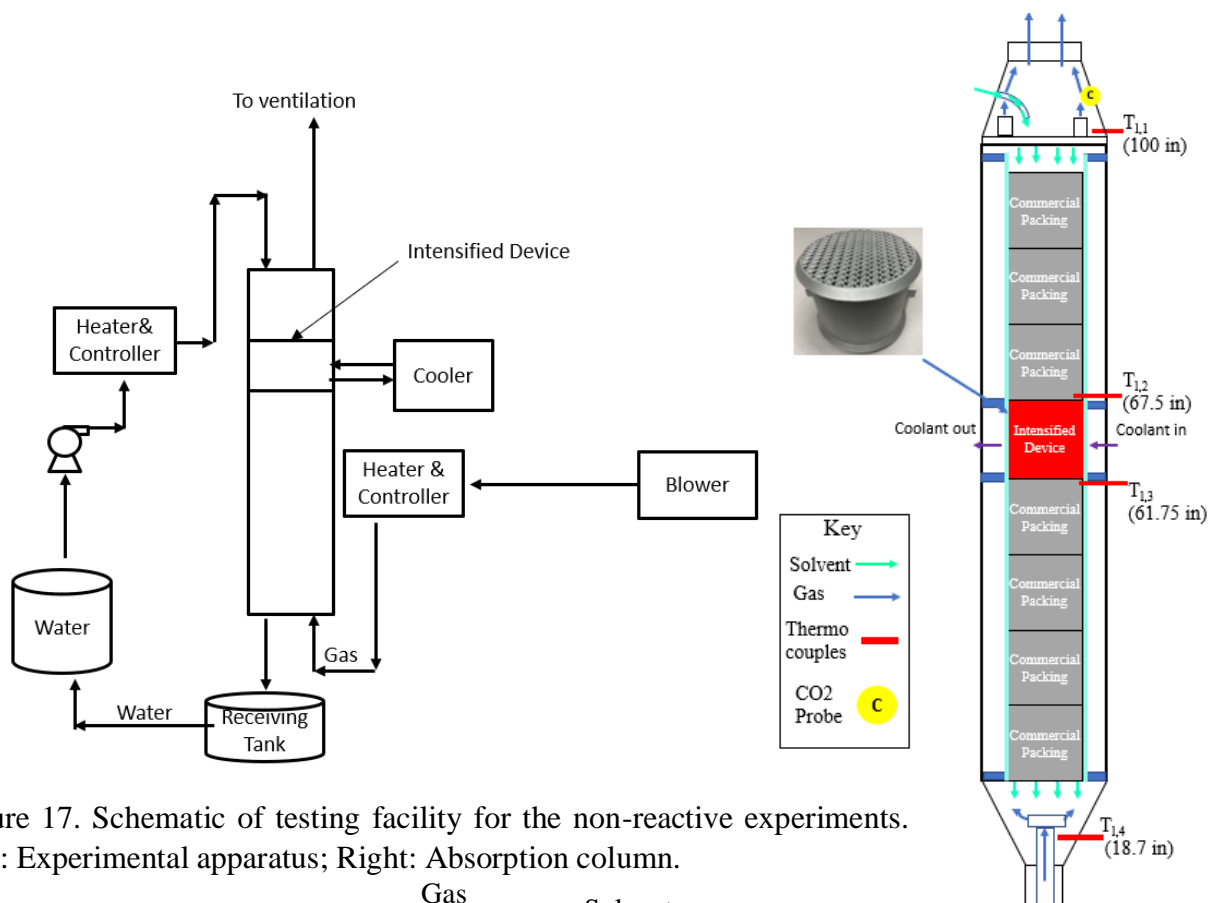 To ventilation
Intensified Device
Heater&
Controller
Cooler
Heater &
Controller
Blower
Water
Gas
Water
Receiving
Tank
T1,1
(100 in)
Commercial
Packing
Commercial
Packing
Commercial
Packing
T1,2
(67.5 in)
Coolant out
Intensified
Device
Coolant in
T1,3
(61.75 in)
Commercial
Packing
Commercial
Packing
Commercial
Packing
Commercial
Packing
T1,4
(18.7 in)
C
Key
Solvent
Gas
Thermo
couples
CO2
Probe
C
ure 17. Schematic of testing facility for the non-reactive experiments.
: Experimental apparatus; Right: Absorption column.
Gas